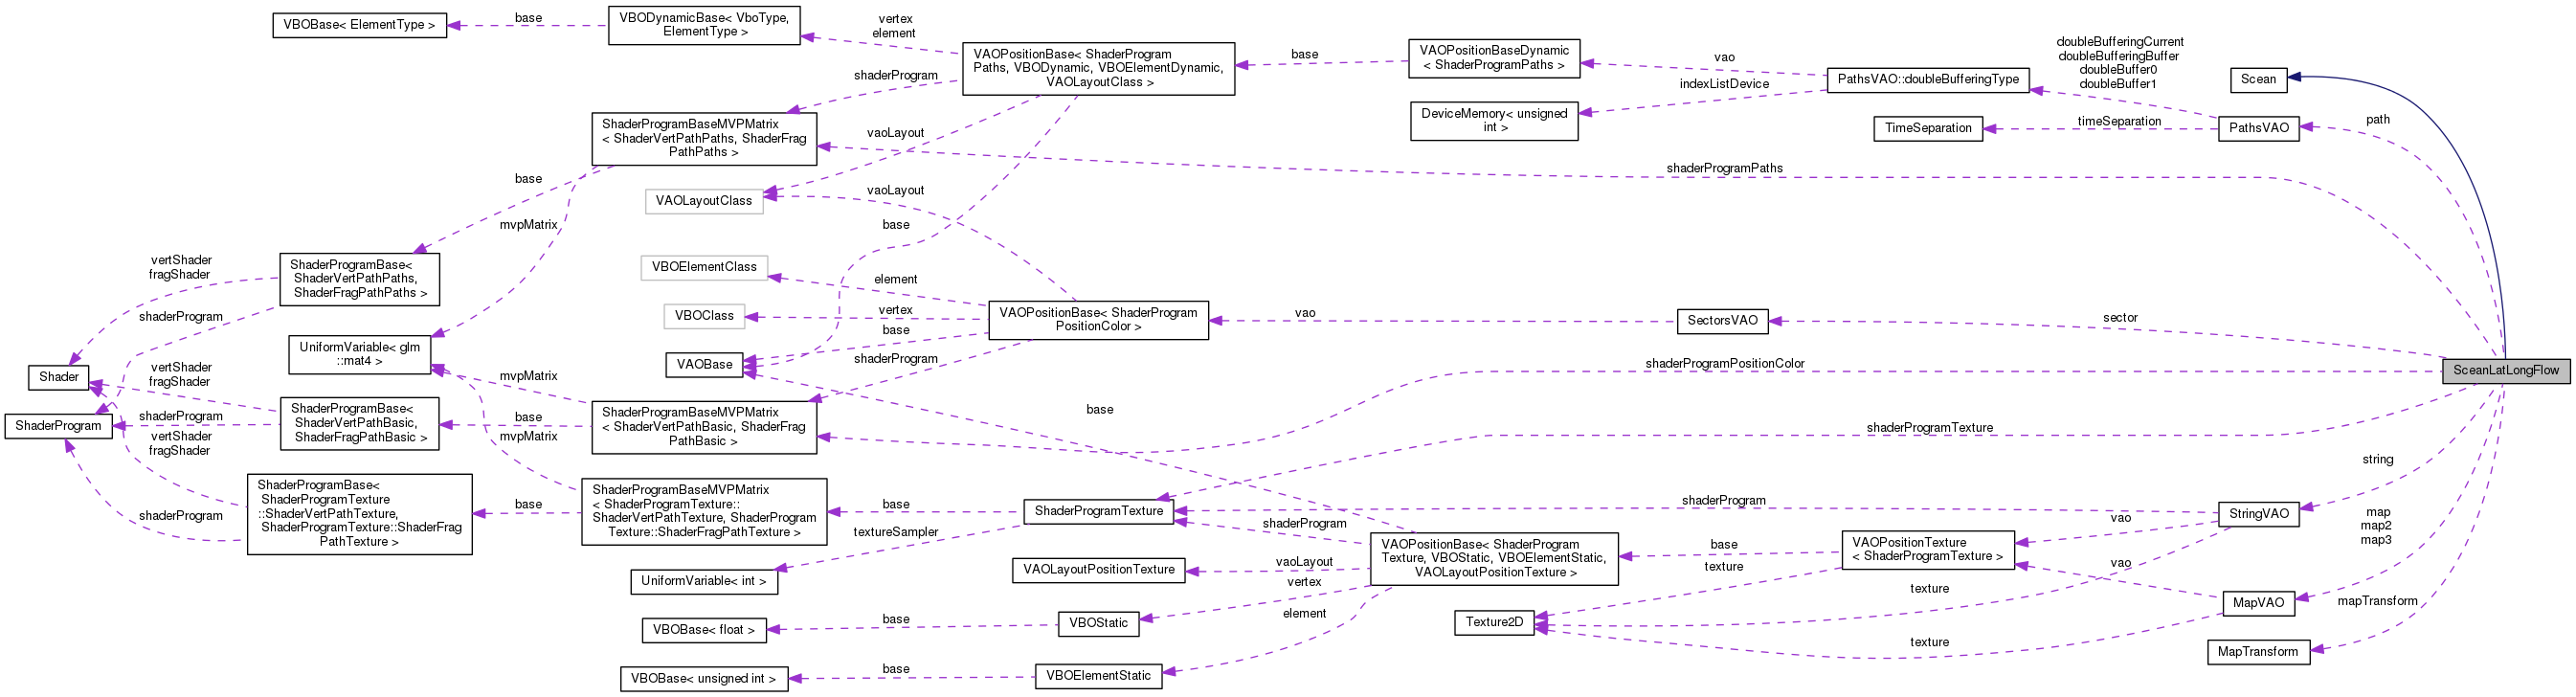 VBOBase< ElementType >
base
VBODynamicBase< VboType,
ElementType >
vertex
element
VAOPositionBase< ShaderProgram
Paths, VBODynamic, VBOElementDynamic,
VAOLayoutClass >
base
VAOPositionBaseDynamic
< ShaderProgramPaths >
vao
indexListDevice
DeviceMemory< unsigned
int >
PathsVAO::doubleBufferingType
doubleBufferingCurrent
doubleBufferingBuffer
doubleBuffer0
doubleBuffer1
timeSeparation
TimeSeparation
PathsVAO
Scean
path
shaderProgram
ShaderProgramBaseMVPMatrix
< ShaderVertPathPaths, ShaderFrag
PathPaths >
vaoLayout
shaderProgramPaths
base
VAOLayoutClass
vaoLayout
mvpMatrix
base
vertShader
fragShader
ShaderProgramBase<
ShaderVertPathPaths,
ShaderFragPathPaths >
VBOElementClass
element
shaderProgram
VBOClass
vertex
VAOPositionBase< ShaderProgram
PositionColor >
vao
SectorsVAO
sector
UniformVariable< glm
::mat4 >
VAOBase
base
shaderProgram
shaderProgramPositionColor
SceanLatLongFlow
Shader
vertShader
fragShader
mvpMatrix
ShaderProgram
shaderProgram
ShaderProgramBase<
ShaderVertPathBasic,
ShaderFragPathBasic >
base
ShaderProgramBaseMVPMatrix
< ShaderVertPathBasic, ShaderFrag
PathBasic >
base
shaderProgramTexture
vertShader
fragShader
mvpMatrix
string
ShaderProgramBase<
ShaderProgramTexture
::ShaderVertPathTexture,
ShaderProgramTexture::ShaderFrag
PathTexture >
shaderProgram
base
ShaderProgramBaseMVPMatrix
< ShaderProgramTexture::
ShaderVertPathTexture, ShaderProgram
Texture::ShaderFragPathTexture >
base
textureSampler
ShaderProgramTexture
shaderProgram
shaderProgram
StringVAO
vao
map
map2
map3
VAOPositionBase< ShaderProgram
Texture, VBOStatic, VBOElementStatic,
VAOLayoutPositionTexture >
base
texture
VAOPositionTexture
< ShaderProgramTexture >
vao
UniformVariable< int >
VAOLayoutPositionTexture
vaoLayout
vertex
element
texture
MapVAO
mapTransform
VBOBase< float >
base
VBOStatic
Texture2D
texture
MapTransform
VBOBase< unsigned int >
base
VBOElementStatic